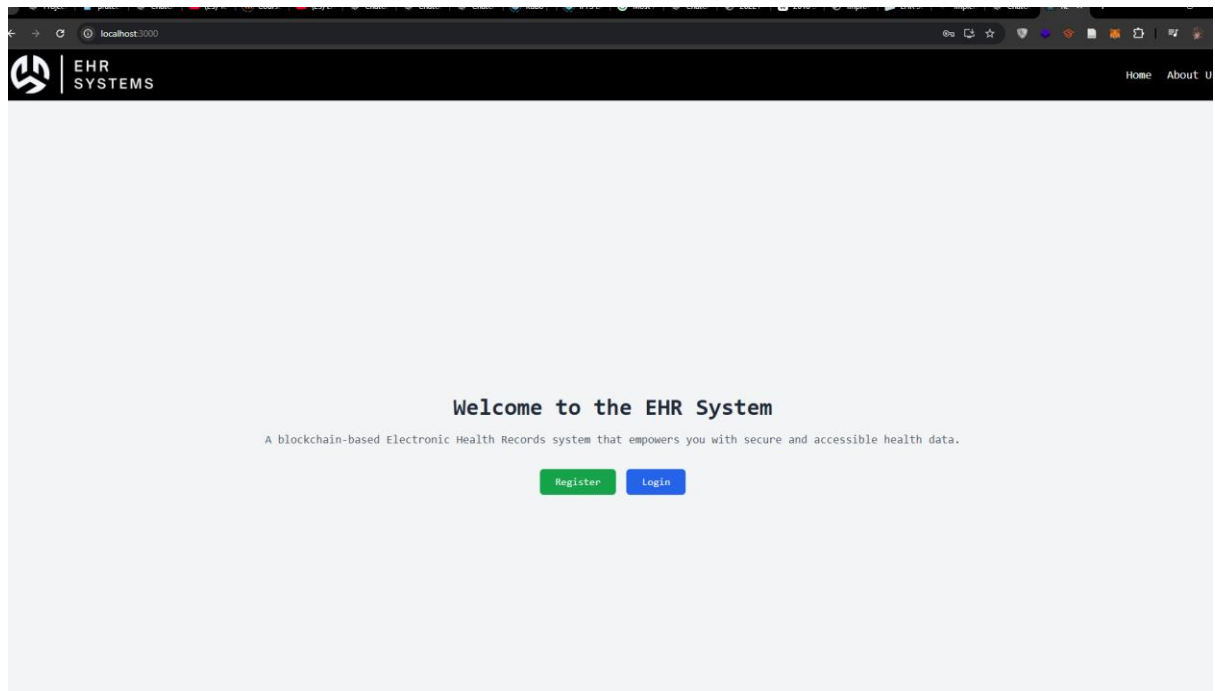 localhost:3000
EHR
SYSTEMS
Home About U
Welcome to the EHR System
A blockchain-based Electronic Health Records system that empowers you with secure and accessible health data.
Register Login